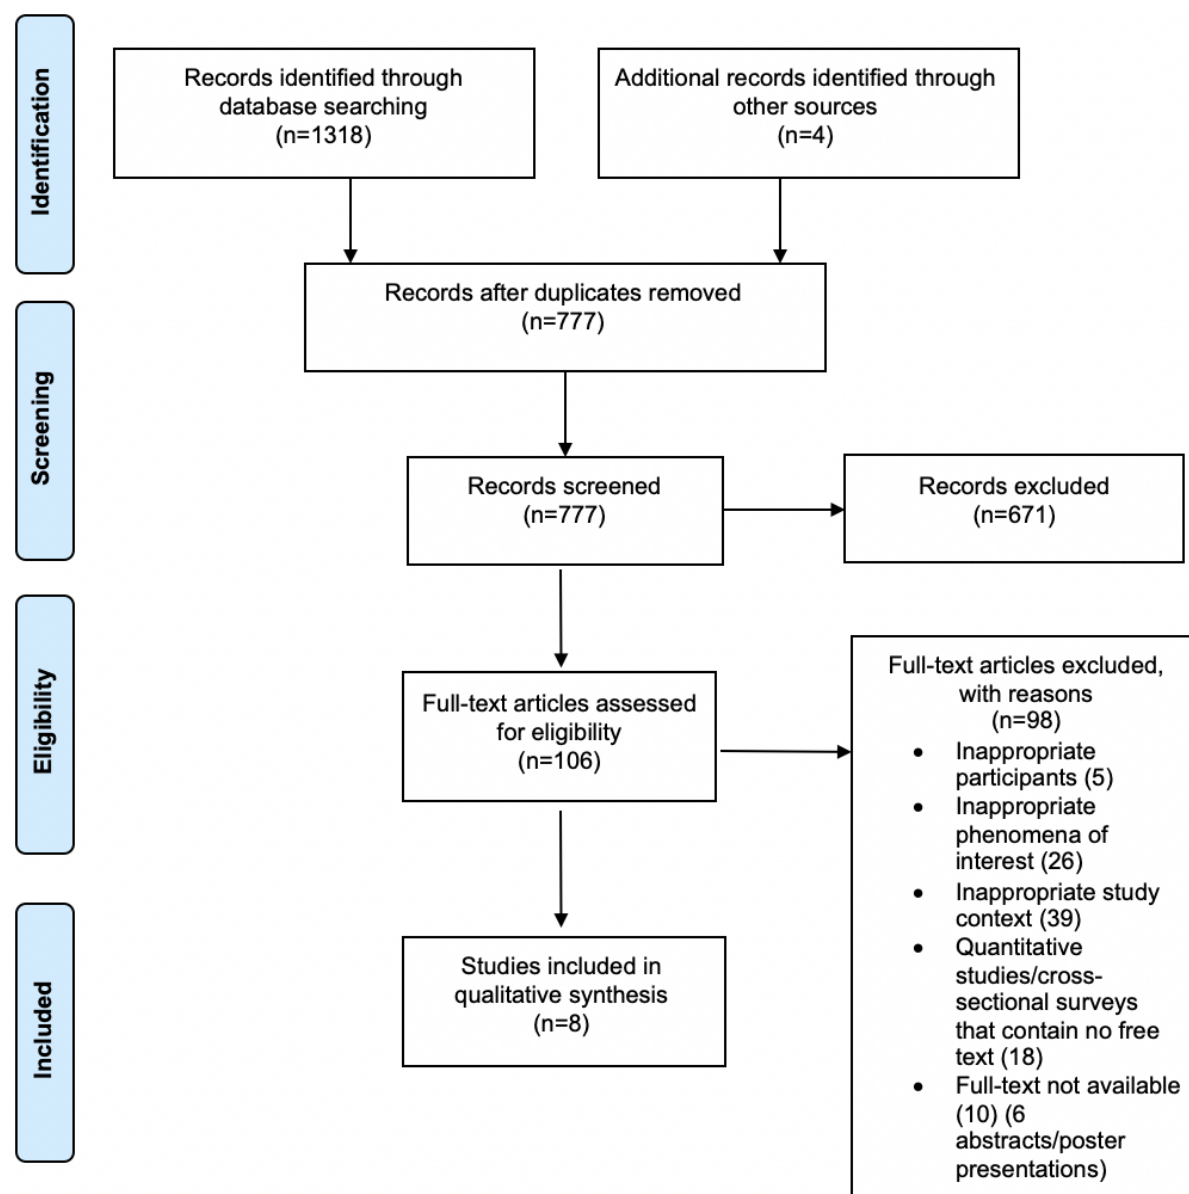 Identification
Records identified through
database searching
(n=1318)
Additional records identified through
other sources
(n=4)
Records after duplicates removed
(n=777)
Screening
Records screened
(n=777)
Records excluded
(n=671)
Eligibility
Full-text articles assessed
for eligibility
(n=106)
Full-text articles excluded,
with reasons
(n=98)
• Inappropriate
participants (5)
• Inappropriate
phenomena of
interest (26)
• Inappropriate study
context (39)
• Quantitative
studies/cross-
sectional surveys
that contain no free
text (18)
• Full-text not available
(10) (6
abstracts/poster
presentations)
Included
Studies included in
qualitative synthesis
(n=8)